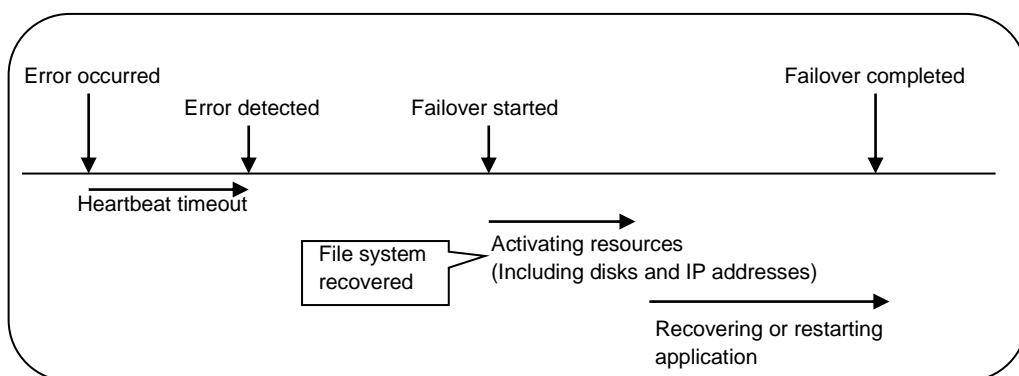 Error occurred
Failover completed
Error detected
Failover started
Heartbeat timeout
File system
recovered
Activating resources
(Including disks and IP addresses)
Recovering or restarting
application